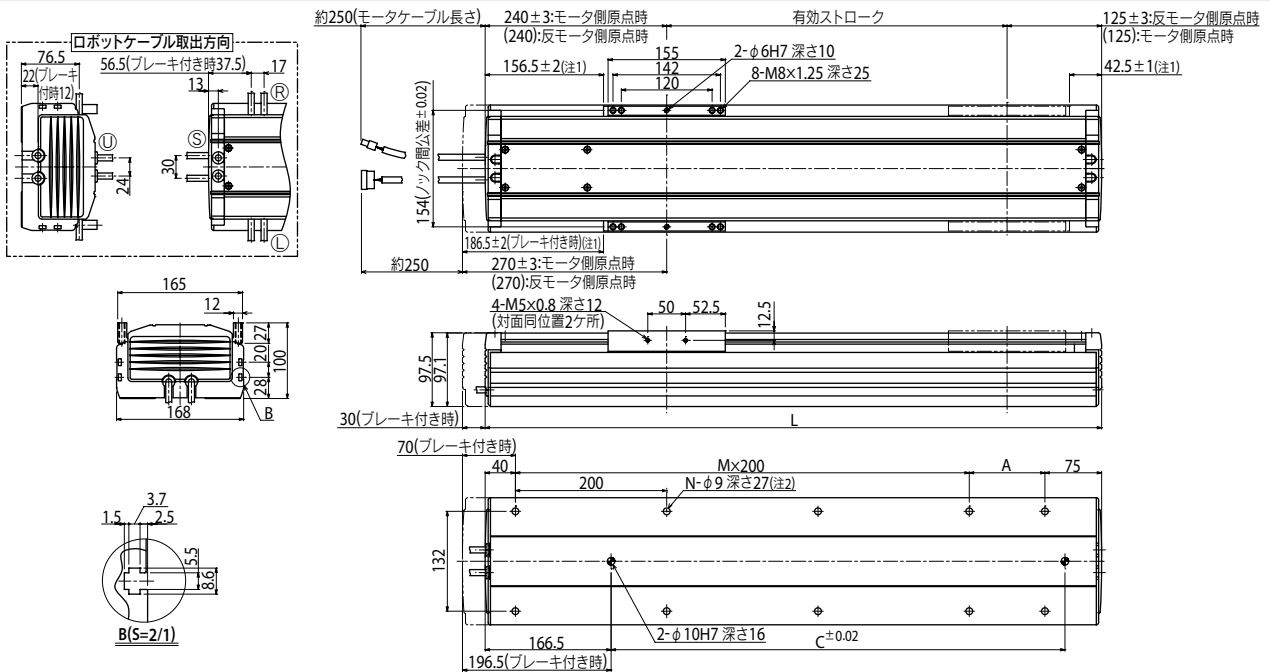 ロボットケーブル取出方向
76.5
56.5(ブレーキ付き時37.5)
17
22(ブレーキ
付時12)
13
Ⓡ
Ⓤ
Ⓢ
30
24
Ⓛ
約250(モータケーブル長さ)
240±3:モータ側原点時
(240):反モータ側原点時
有効ストローク
125±3:反モータ側原点時
(125):モータ側原点時
156.5±2(注1)
155
142
120
2-φ6H7 深さ10
8-M8×1.25 深さ25
42.5±1(注1)
154(ノック間公差±0.02)
186.5±2(ブレーキ付き時)(注1)
約250
270±3:モータ側原点時
(270):反モータ側原点時
165
12
27
20
100
28
168
B
4-M5×0.8 深さ12
(対面同位置2ケ所)
50
52.5
12.5
97.5
97.1
30(ブレーキ付き時)
L
70(ブレーキ付き時)
40
M×200
A
75
200
N-φ9 深さ27(注2)
132
2-φ10H7 深さ16
C±0.02
166.5
196.5(ブレーキ付き時)
3.7
1.5
2.5
5.5
8.6
B(S=2/1)